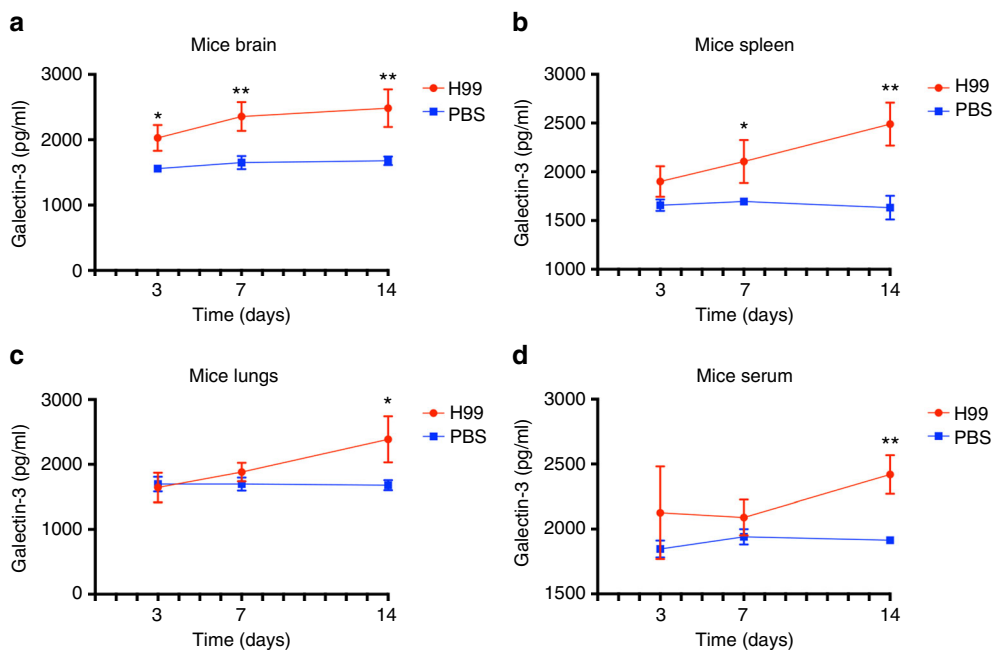 a
Mice brain
3000
2000
1000
0
Galectin-3 (pg/ml)
*
**
**
H99
PBS
3
7
14
Time (days)
b
Mice spleen
3000
2500
2000
1500
1000
Galectin-3 (pg/ml)
*
**
H99
PBS
3
7
14
Time (days)
c
Mice lungs
3000
2000
1000
0
Galectin-3 (pg/ml)
*
H99
PBS
3
7
14
Time (days)
d
Mice serum
3000
2500
2000
1500
Galectin-3 (pg/ml)
**
H99
PBS
3
7
14
Time (days)